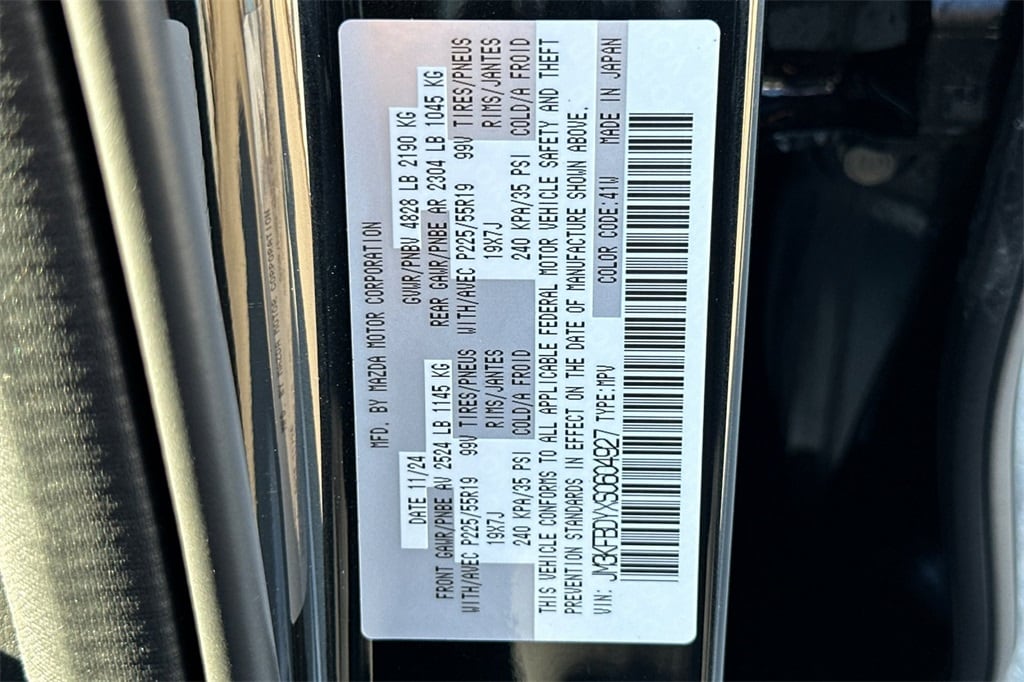 MFD. BY MAZDA MOTOR CORPORATION
DATE 11/24 GVWR/PNBV 4828 LB 2190 KG
FRONT GAWR/PNBE AV 2524 LB 1145 KG REAR GAWR/PNBE AR 2304 LB 1045 KG
WITH/AVEC P225/55R19 99V TIRES/PNEUS WITH/AVEC P225/55R19 99V TIRES/PNEUS
19X7J RIMS/JANTES 19X7J RIMS/JANTES
240 KPA/35 PSI COLD/A FROID 240 KPA/35 PSI COLD/A FROID
THIS VEHICLE CONFORMS TO ALL APPLICABLE FEDERAL MOTOR VEHICLE SAFETY AND THEFT
PREVENTION STANDARDS IN EFFECT ON THE DATE OF MANUFACTURE SHOWN ABOVE.
VIN: JM3KFBDYXS0604927 TYPE:MPV COLOR CODE:41W MADE IN JAPAN